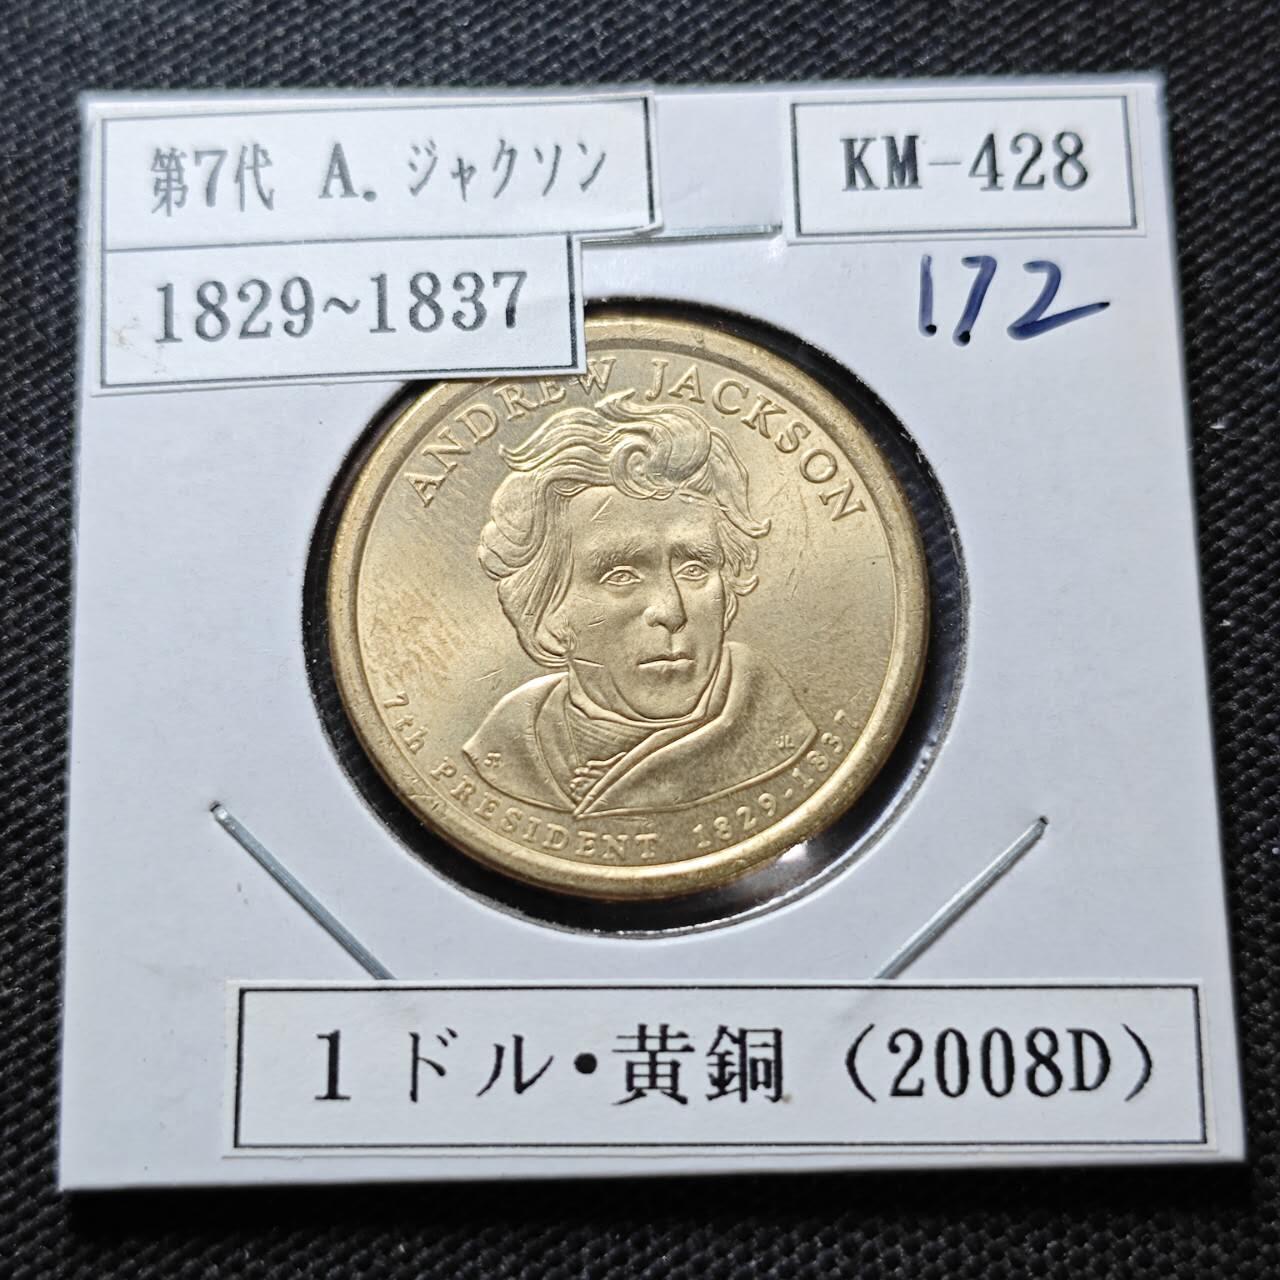 第7代 A. ジャクソン
KM-428
1829~1837
172
ANDREW JACKSON
7th PRESIDENT 1829-1837
JL
1ドル・黄銅 (2008D)